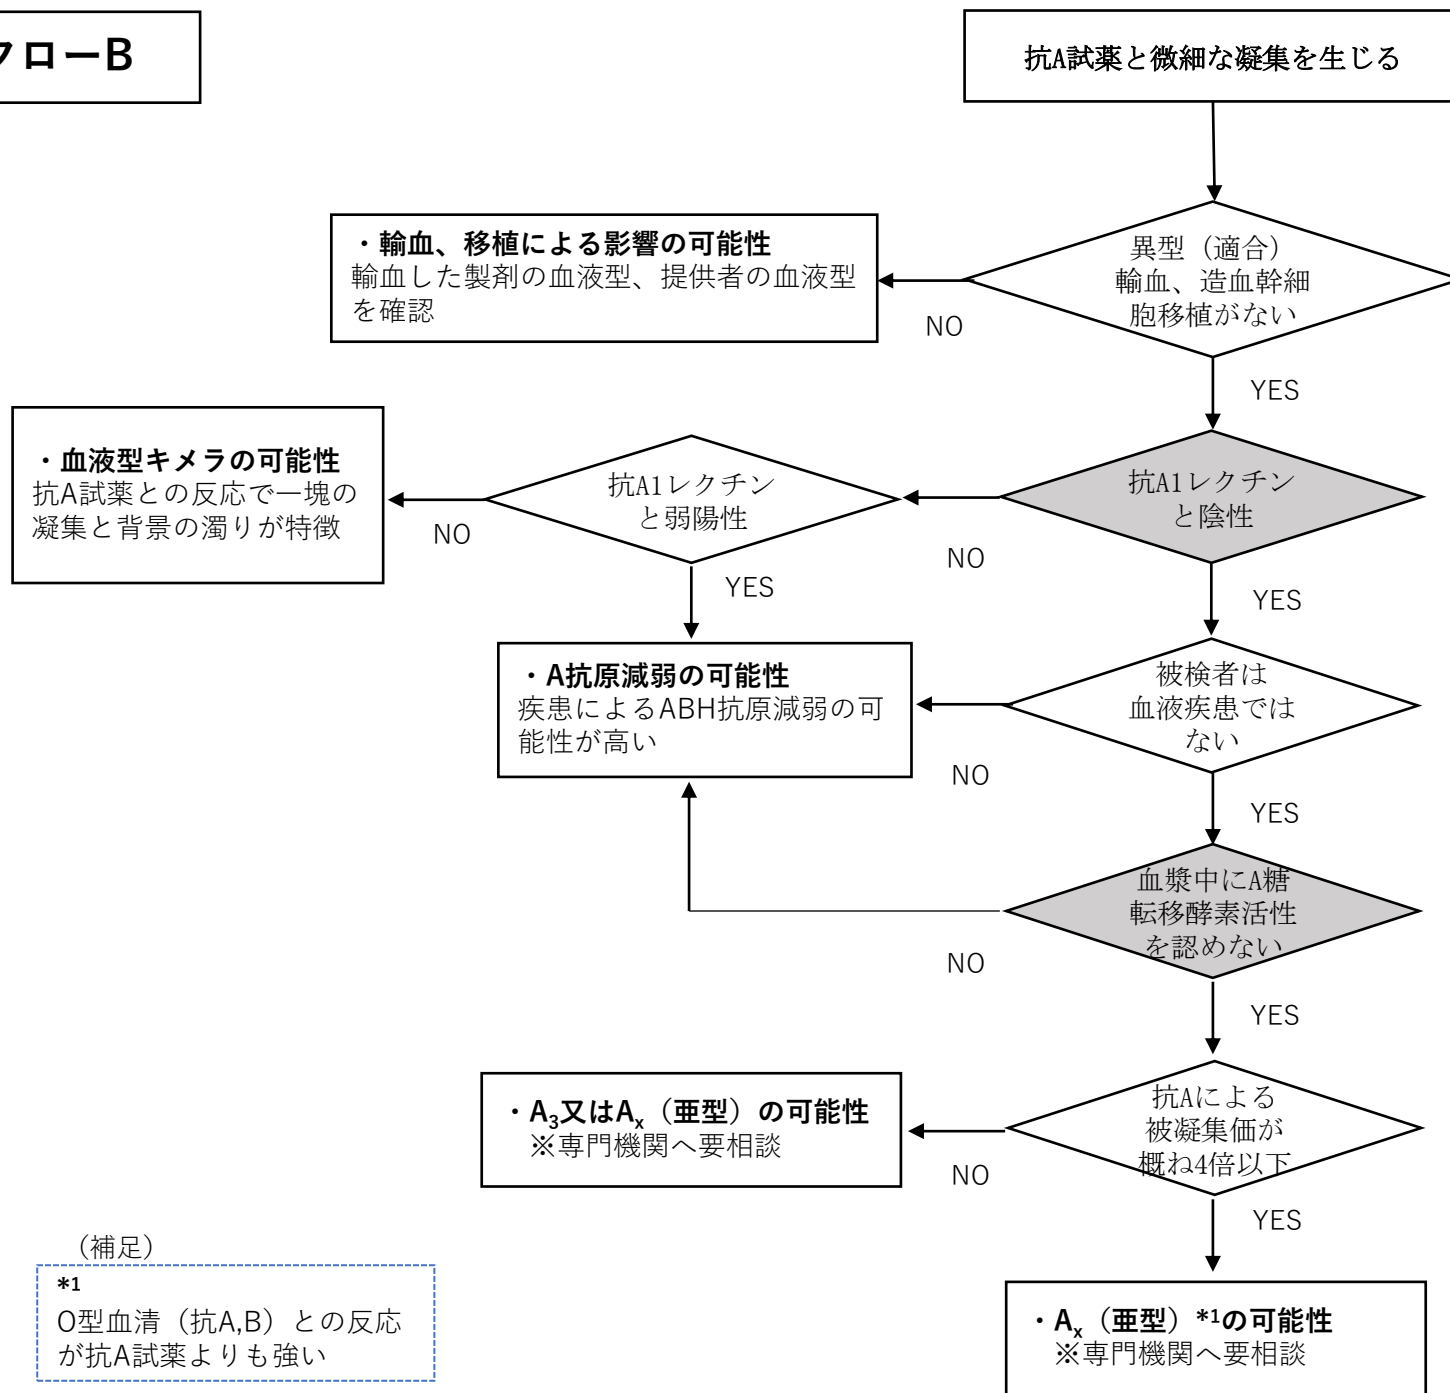 フローB
抗A試薬と微細な凝集を生じる
異型（適合）
輸血、造血幹細
胞移植がない
・輸血、移植による影響の可能性
輸血した製剤の血液型、提供者の血液型
を確認
NO
YES
抗A1レクチン
と陰性
抗A1レクチン
と弱陽性
・血液型キメラの可能性
抗A試薬との反応で一塊の
凝集と背景の濁りが特徴
NO
NO
YES
YES
被検者は
血液疾患では
ない
・A抗原減弱の可能性
疾患によるABH抗原減弱の可
能性が高い
NO
YES
血漿中にA糖
転移酵素活性
を認めない
NO
YES
抗Aによる
被凝集価が
概ね4倍以下
・A₃又はAₓ（亜型）の可能性
※専門機関へ要相談
NO
YES
・Aₓ（亜型）*1の可能性
※専門機関へ要相談
（補足）
*1
O型血清（抗A,B）との反応
が抗A試薬よりも強い